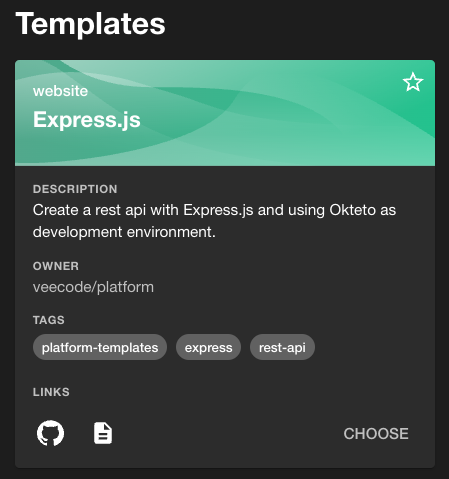 Templates
website
Express.js
DESCRIPTION
Create a rest api with Express.js and using Okteto as
development environment.
OWNER
veecode/platform
TAGS
platform-templates express rest-api
LINKS
CHOOSE